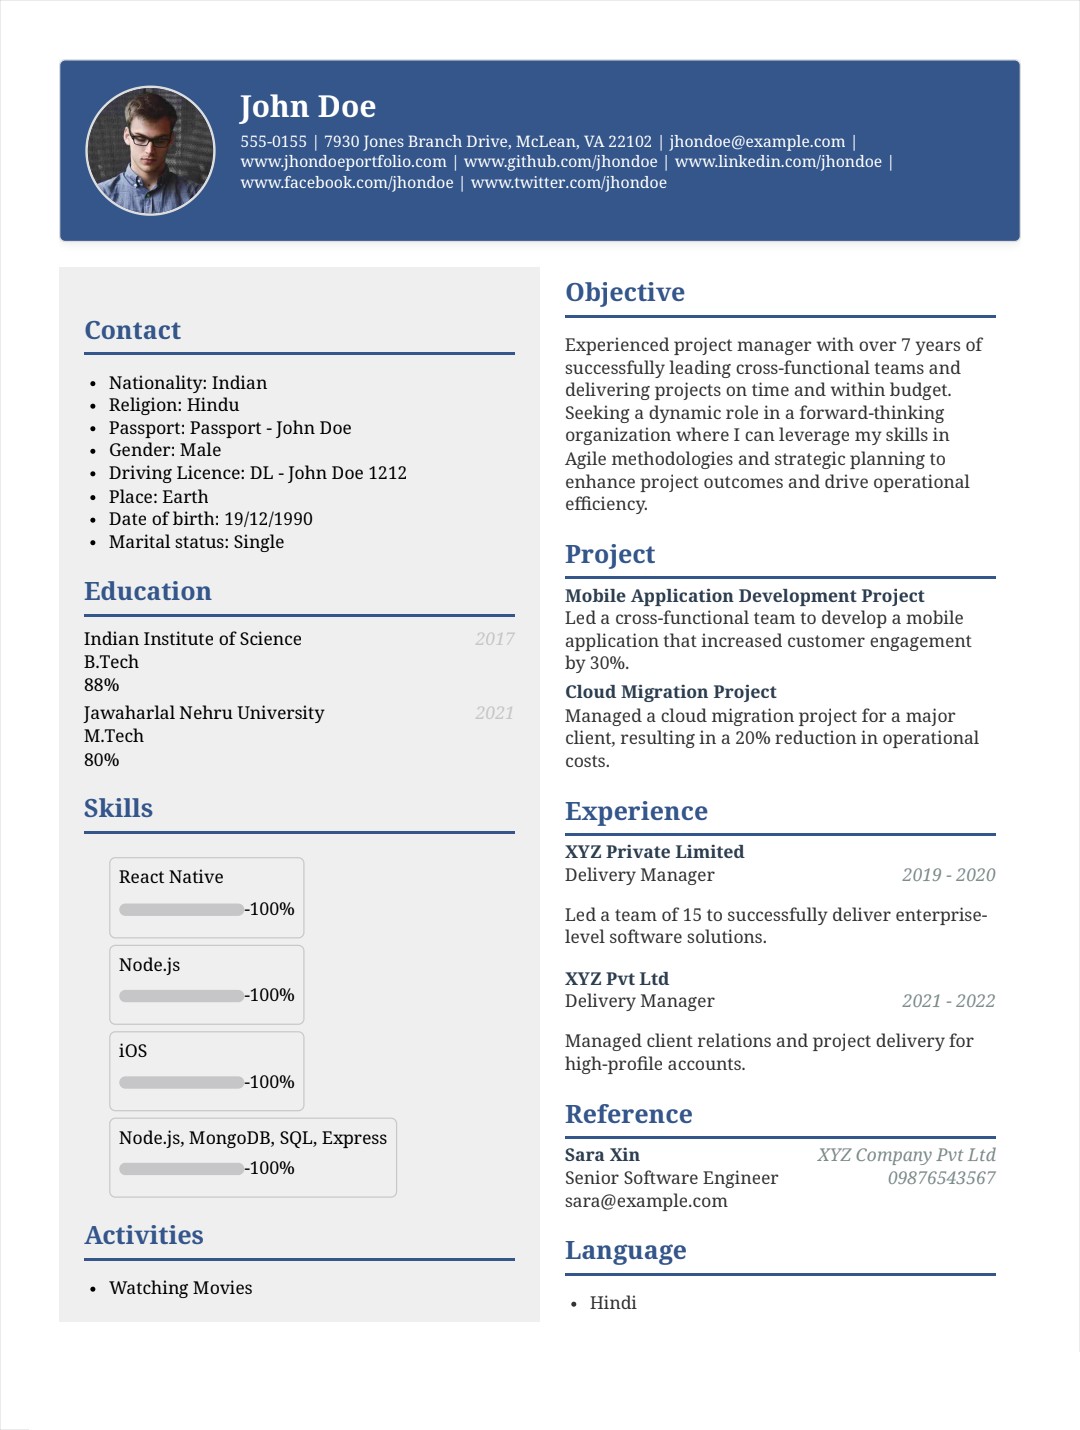 John Doe
555-0155 | 7930 Jones Branch Drive, McLean, VA 22102 | jhondoe@example.com |
www.jhondoeportfolio.com | www.github.com/jhondoe | www.linkedin.com/jhondoe |
www.facebook.com/jhondoe | www.twitter.com/jhondoe
Contact
• Nationality: Indian
• Religion: Hindu
• Passport: Passport - John Doe
• Gender: Male
• Driving Licence: DL - John Doe 1212
• Place: Earth
• Date of birth: 19/12/1990
• Marital status: Single
Education
Indian Institute of Science 2017
B.Tech
88%
Jawaharlal Nehru University 2021
M.Tech
80%
Skills
React Native
-100%
Node.js
-100%
iOS
-100%
Node.js, MongoDB, SQL, Express
-100%
Activities
• Watching Movies
Objective
Experienced project manager with over 7 years of
successfully leading cross-functional teams and
delivering projects on time and within budget.
Seeking a dynamic role in a forward-thinking
organization where I can leverage my skills in
Agile methodologies and strategic planning to
enhance project outcomes and drive operational
efficiency.
Project
Mobile Application Development Project
Led a cross-functional team to develop a mobile
application that increased customer engagement
by 30%.
Cloud Migration Project
Managed a cloud migration project for a major
client, resulting in a 20% reduction in operational
costs.
Experience
XYZ Private Limited
Delivery Manager 2019 - 2020
Led a team of 15 to successfully deliver enterprise-
level software solutions.
XYZ Pvt Ltd
Delivery Manager 2021 - 2022
Managed client relations and project delivery for
high-profile accounts.
Reference
Sara Xin XYZ Company Pvt Ltd
Senior Software Engineer 09876543567
sara@example.com
Language
• Hindi